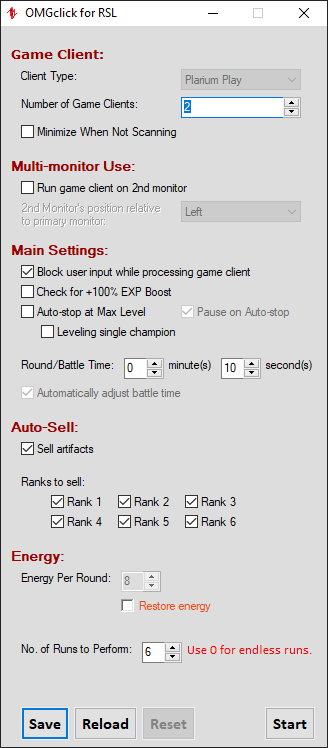 OMGclick for RSL
Game Client:
Client Type: Plarium Play
Number of Game Clients: 2
Minimize When Not Scanning
Multi-monitor Use:
Run game client on 2nd monitor
2nd Monitor's position relative
to primary monitor: Left
Main Settings:
Block user input while processing game client
Check for +100% EXP Boost
Auto-stop at Max Level Pause on Auto-stop
Leveling single champion
Round/Battle Time: 0 minute(s) 10 second(s)
Automatically adjust battle time
Auto-Sell:
Sell artifacts
Ranks to sell:
Rank 1 Rank 2 Rank 3
Rank 4 Rank 5 Rank 6
Energy:
Energy Per Round: 8
Restore energy
No. of Runs to Perform: 6 Use 0 for endless runs.
Save Reload Reset Start